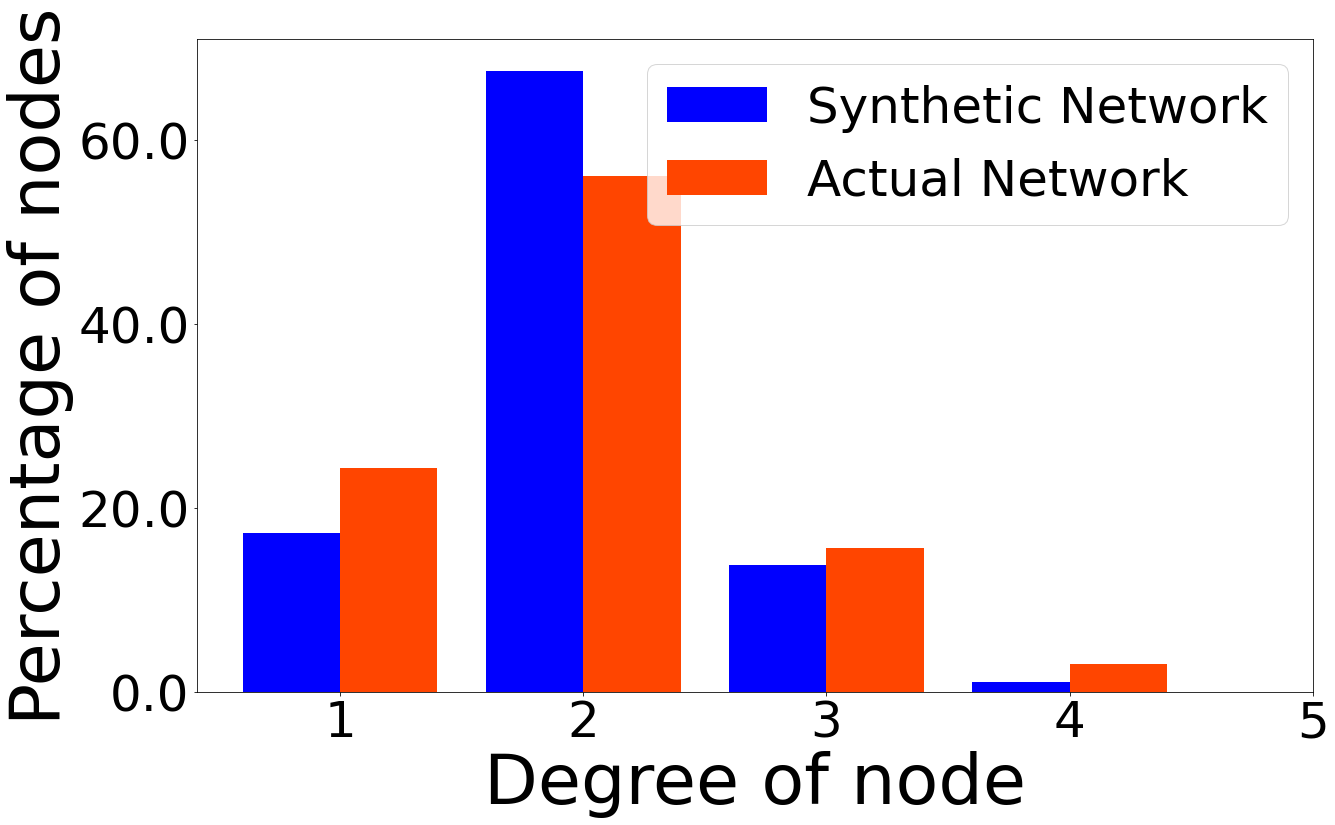 Percentage of nodes
60.0
40.0
20.0
0.0
Synthetic Network
Actual Network
1 2 3 4 5
Degree of node